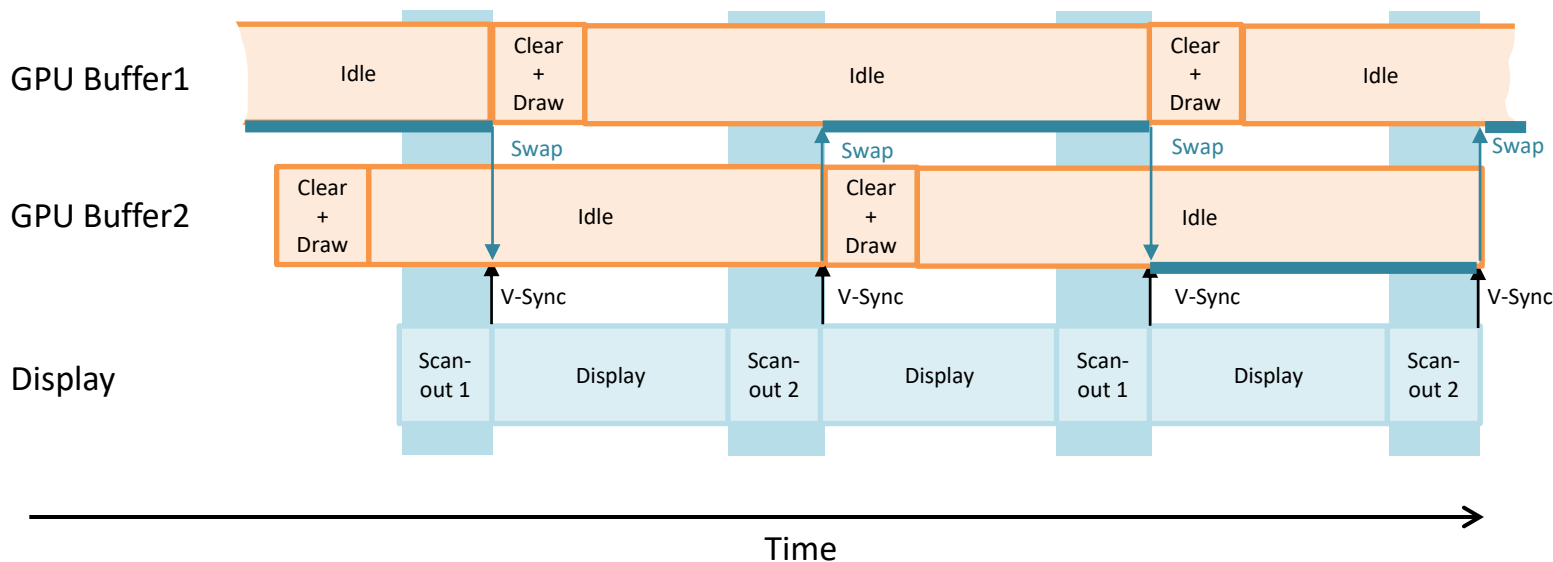 GPU Buffer1
Idle
Clear
+
Draw
Idle
Clear
+
Draw
Idle
Swap
Swap
Swap
Swap
GPU Buffer2
Clear
+
Draw
Idle
Clear
+
Draw
Idle
V-Sync
V-Sync
V-Sync
V-Sync
Display
Scan-
out 1
Display
Scan-
out 2
Display
Scan-
out 1
Display
Scan-
out 2
Time